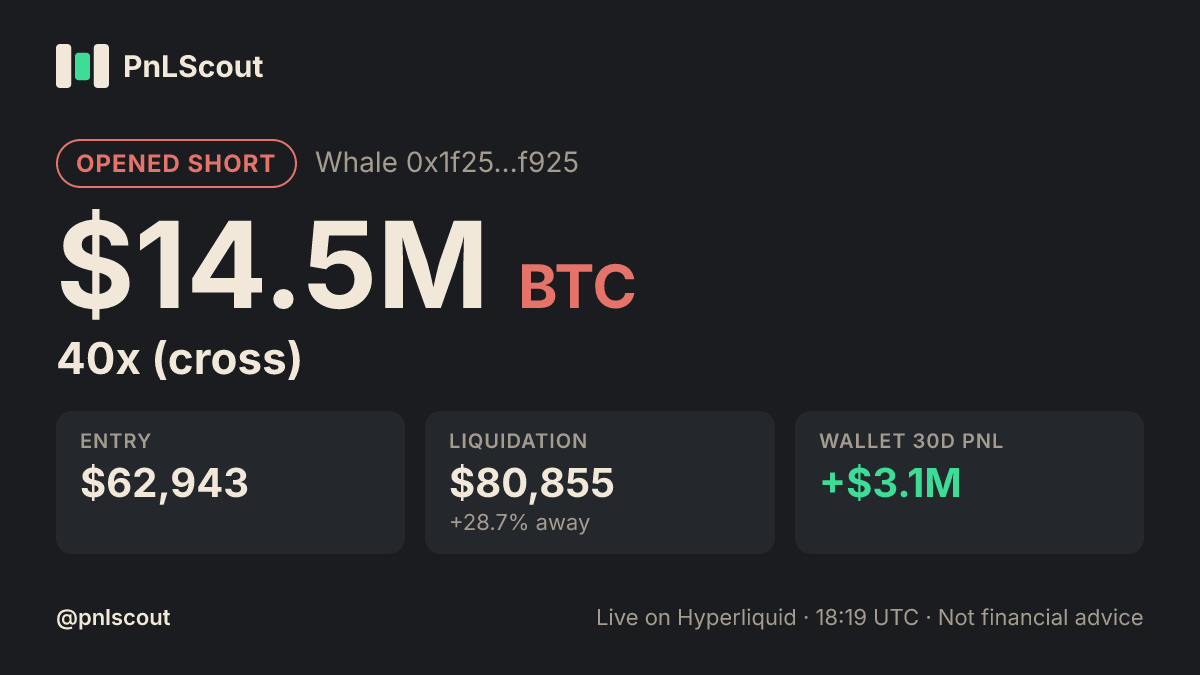 PnLScout
OPENED SHORT Whale 0x1f25...f925
$14.5M BTC
40x (cross)
ENTRY
$62,943
LIQUIDATION
$80,855
+28.7% away
WALLET 30D PNL
+$3.1M
@pnlscout
Live on Hyperliquid · 18:19 UTC · Not financial advice